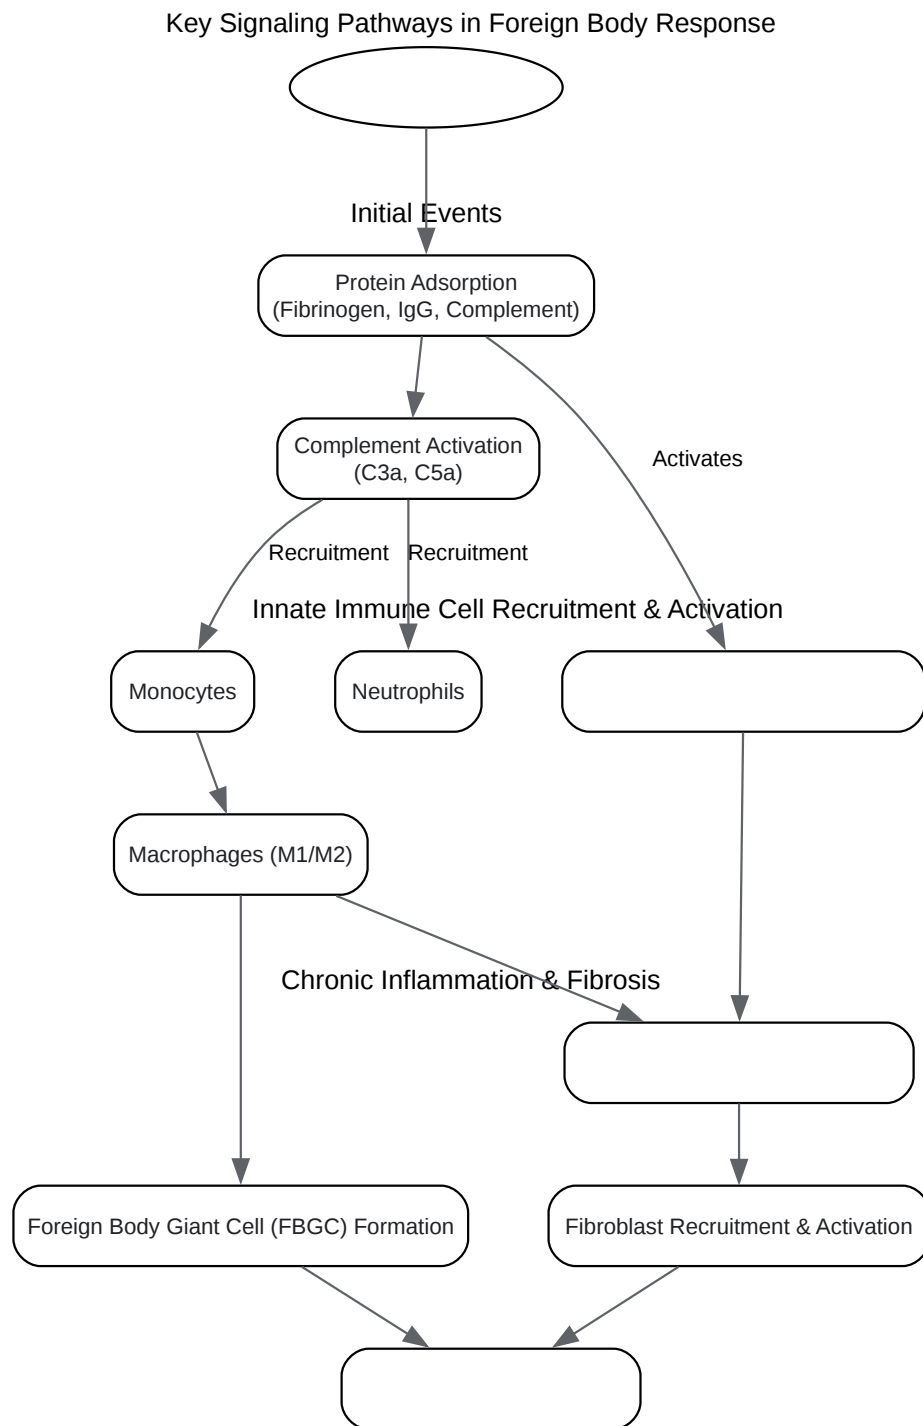 Key Signaling Pathways in Foreign Body Response
Initial Events
Protein Adsorption
(Fibrinogen, IgG, Complement)
Complement Activation
(C3a, C5a)
Activates
Recruitment
Recruitment
Innate Immune Cell Recruitment & Activation
Monocytes
Neutrophils
Macrophages (M1/M2)
Chronic Inflammation & Fibrosis
Foreign Body Giant Cell (FBGC) Formation
Fibroblast Recruitment & Activation